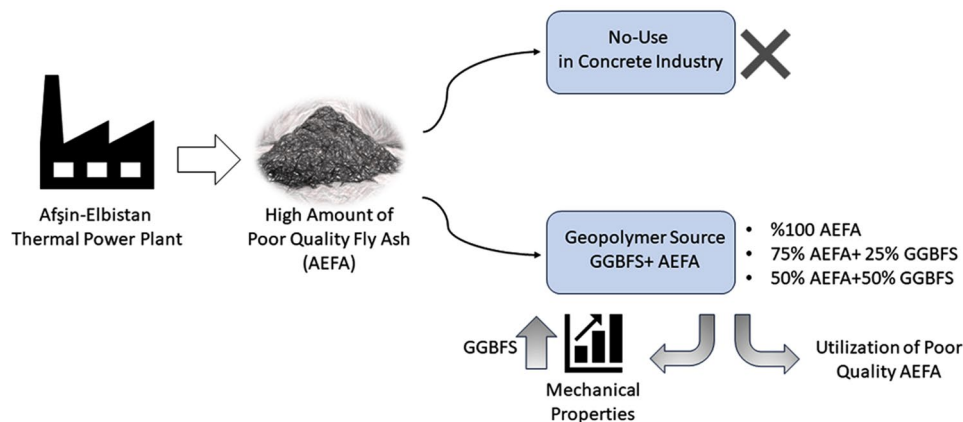 No-Use
in Concrete Industry
Afşin-Elbistan
Thermal Power Plant
High Amount of
Poor Quality Fly Ash
(AEFA)
Geopolymer Source
GGBFS+ AEFA
• %100 AEFA
• 75% AEFA+ 25% GGBFS
• 50% AEFA+50% GGBFS
GGBFS
Mechanical
Properties
Utilization of Poor
Quality AEFA